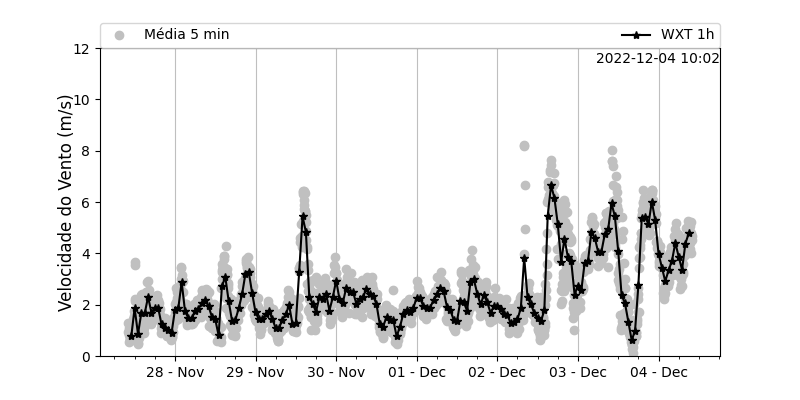 Média 5 min
WXT 1h
2022-12-04 10:02
Velocidade do Vento (m/s)
12
10
8
6
4
2
0
28 - Nov
29 - Nov
30 - Nov
01 - Dec
02 - Dec
03 - Dec
04 - Dec